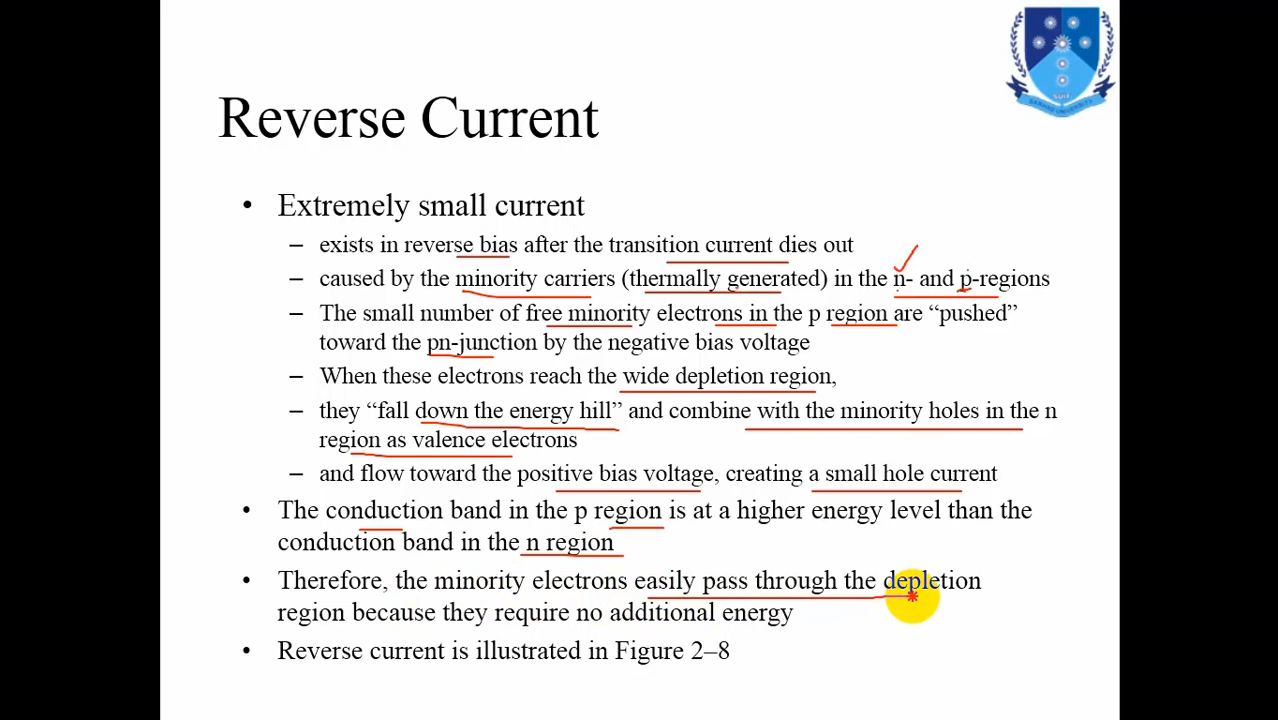 Reverse Current
• Extremely small current
– exists in reverse bias after the transition current dies out
– caused by the minority carriers (thermally generated) in the n- and p-regions
– The small number of free minority electrons in the p region are “pushed”
toward the pn-junction by the negative bias voltage
– When these electrons reach the wide depletion region,
– they “fall down the energy hill” and combine with the minority holes in the n
region as valence electrons
– and flow toward the positive bias voltage, creating a small hole current
• The conduction band in the p region is at a higher energy level than the
conduction band in the n region
• Therefore, the minority electrons easily pass through the depletion
region because they require no additional energy
• Reverse current is illustrated in Figure 2–8